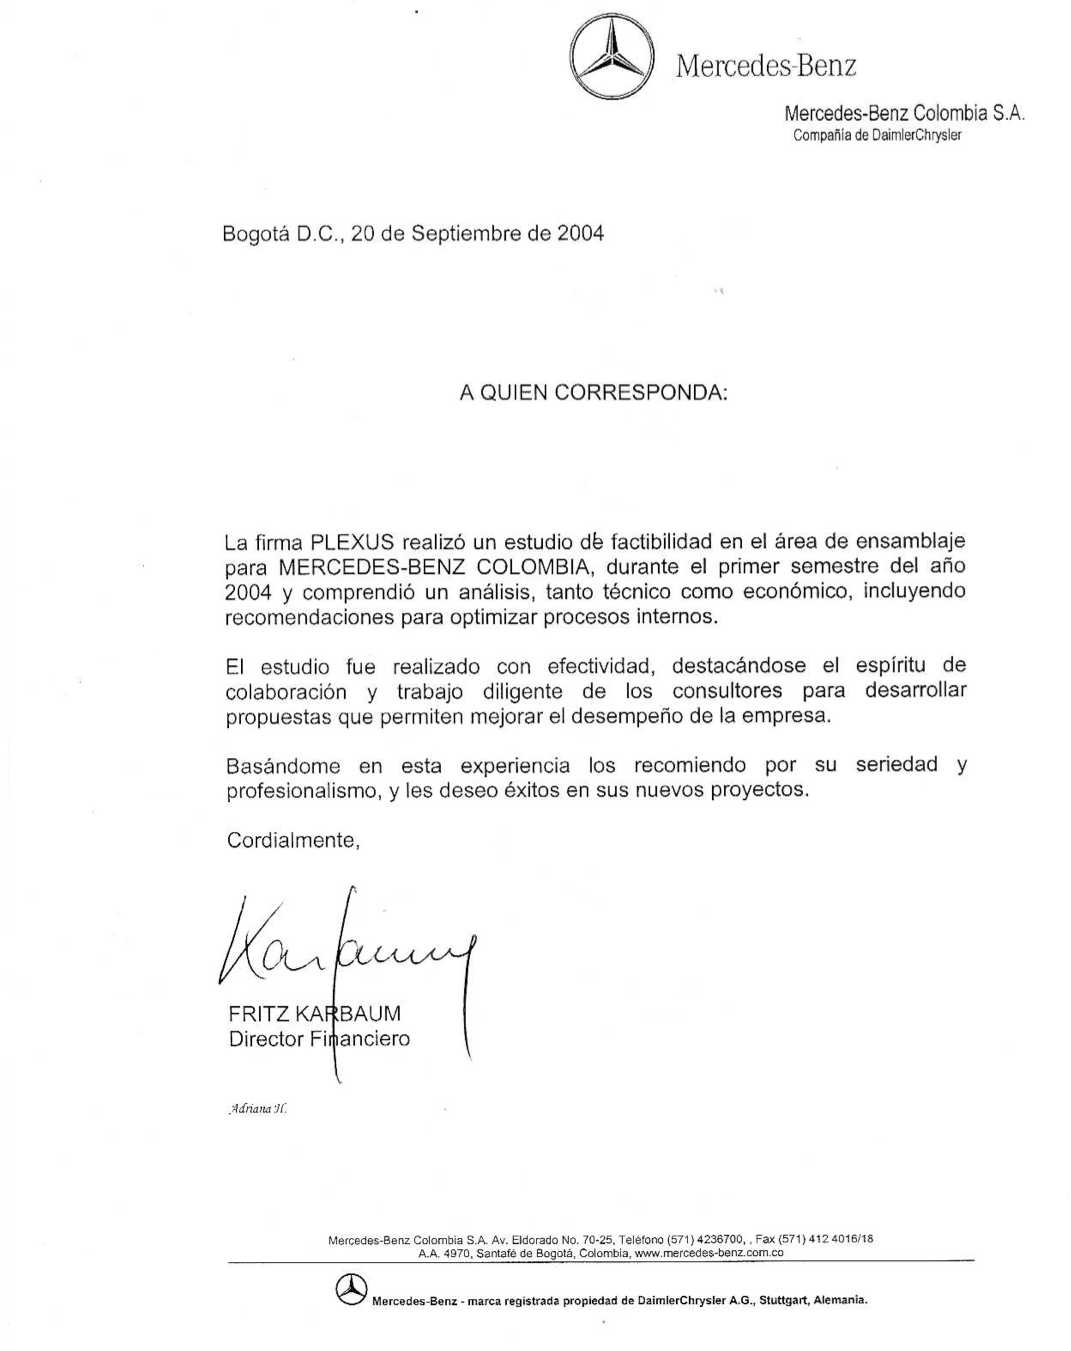 Mercedes-Benz
Mercedes-Benz Colombia S.A.
Compañía de DaimlerChrysler
Bogotá D.C., 20 de Septiembre de 2004
A QUIEN CORRESPONDA:
La firma PLEXUS realizó un estudio de factibilidad en el área de ensamblaje
para MERCEDES-BENZ COLOMBIA, durante el primer semestre del año
2004 y comprendió un análisis, tanto técnico como económico, incluyendo
recomendaciones para optimizar procesos internos.
El estudio fue realizado con efectividad, destacándose el espíritu de
colaboración y trabajo diligente de los consultores para desarrollar
propuestas que permiten mejorar el desempeño de la empresa.
Basándome en esta experiencia los recomiendo por su seriedad y
profesionalismo, y les deseo éxitos en sus nuevos proyectos.
Cordialmente,
Karbaum
FRITZ KARBAUM
Director Financiero
Adriana H.
Mercedes-Benz Colombia S.A. Av. Eldorado No. 70-25, Teléfono (571) 4236700, . Fax (571) 412 4016/18
A.A. 4970, Santafé de Bogotá, Colombia, www.mercedes-benz.com.co
Mercedes-Benz - marca registrada propiedad de DaimlerChrysler A.G., Stuttgart, Alemania.